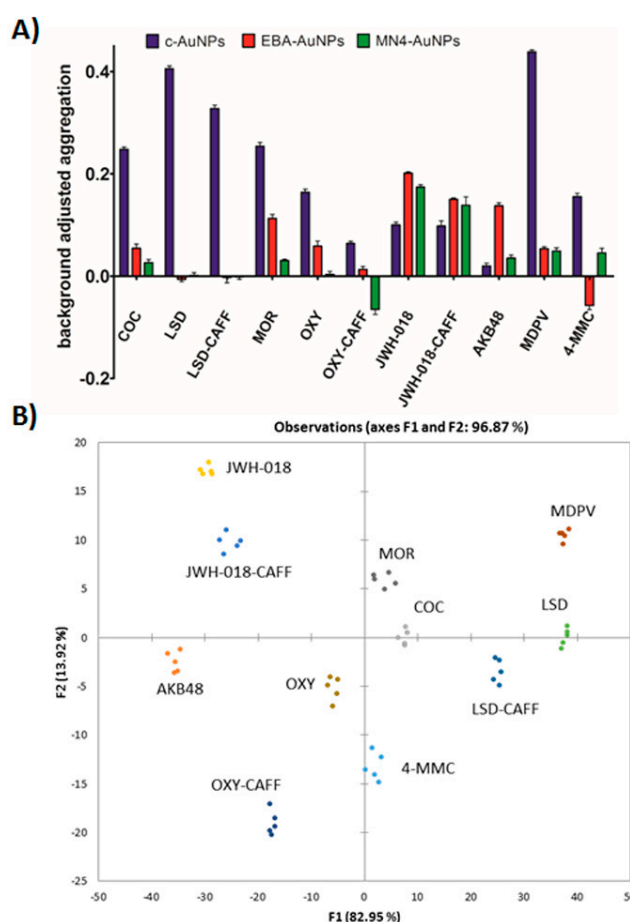 A)
c-AuNPs EBA-AuNPs MN4-AuNPs
background adjusted aggregation
0.4
0.2
0.0
-0.2
COC LSD LSD-CAFF MOR OXY OXY-CAFF JWH-018 JWH-018-CAFF AKB48 MDPV 4-MMC
B)
Observations (axes F1 and F2: 96.87 %)
F2 (13.92 %)
20
15
10
5
0
-5
-10
-15
-20
-25
JWH-018
MDPV
MOR
JWH-018-CAFF
COC
LSD
AKB48
OXY
LSD-CAFF
4-MMC
OXY-CAFF
-50 -40 -30 -20 -10 0 10 20 30 40 50
F1 (82.95 %)